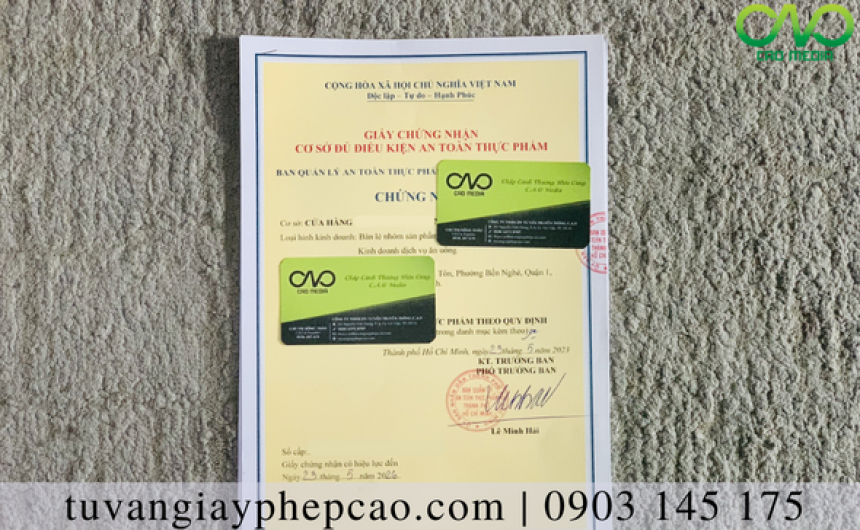 CAO MEDIA
CỘNG HÒA XÃ HỘI CHỦ NGHĨA VIỆT NAM
Độc lập – Tự do – Hạnh Phúc
GIẤY CHỨNG NHẬN
CƠ SỞ ĐỦ ĐIỀU KIỆN AN TOÀN THỰC PHẨM
BAN QUẢN LÝ AN TOÀN THỰC PHẨ
CHỨNG N
CAO MEDIA
Chắp Cánh Thương Hiệu Cùng
C.A.O Media
Cơ sở: CỬA HÀNG
Loại hình kinh doanh: Bán lẻ nhóm sản phẩm
Kinh doanh dịch vụ ăn uống
CAO MEDIA
Chắp Cánh Thương Hiệu Cùng
C.A.O Media
Tôn, Phường Bến Nghé, Quận 1,
PHẨM THEO QUY ĐỊNH
trong danh mục kèm theo
Thành phố Hồ Chí Minh, ngày 23 tháng 5 năm 2023
KT. TRƯỞNG BAN
PHÓ TRƯỞNG BAN
Lê Minh Hải
Số cấp:
Giấy chứng nhận có hiệu lực đến
Ngày 23 tháng 5 năm 2026
tuvangiayphepcao.com | 0903 145 175